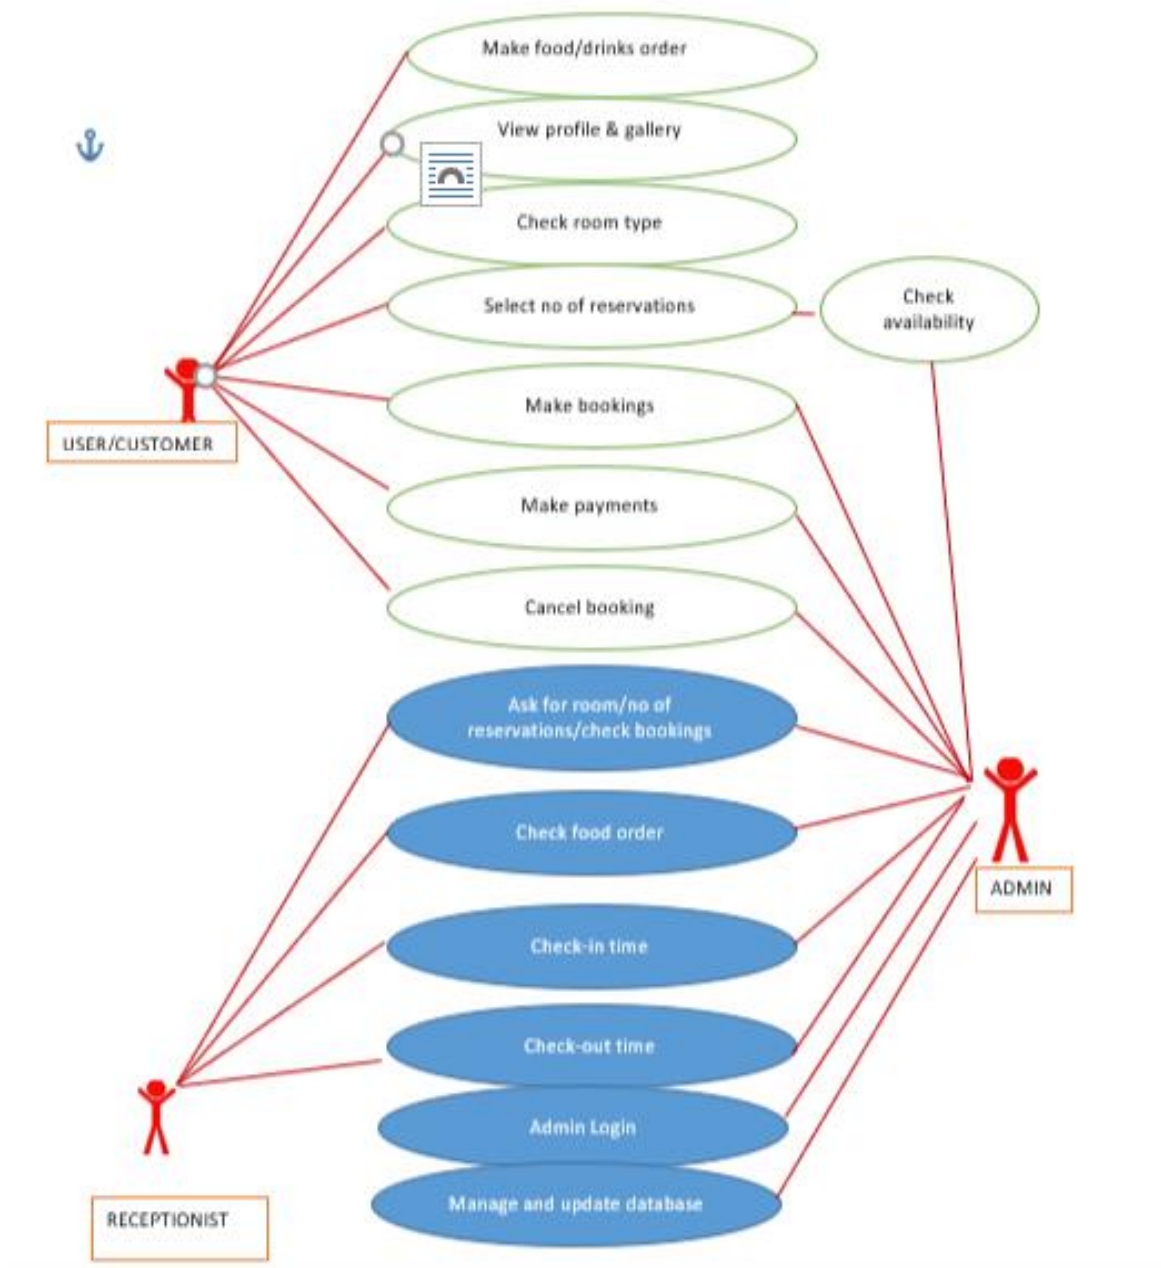 Make food/drinks order
View profile & gallery
Check room type
Select no of reservations
Check
availability
Make bookings
USER/CUSTOMER
Make payments
Cancel booking
Ask for room/no of
reservations/check bookings
Check food order
ADMIN
Check-in time
Check-out time
Admin Login
Manage and update database
RECEPTIONIST